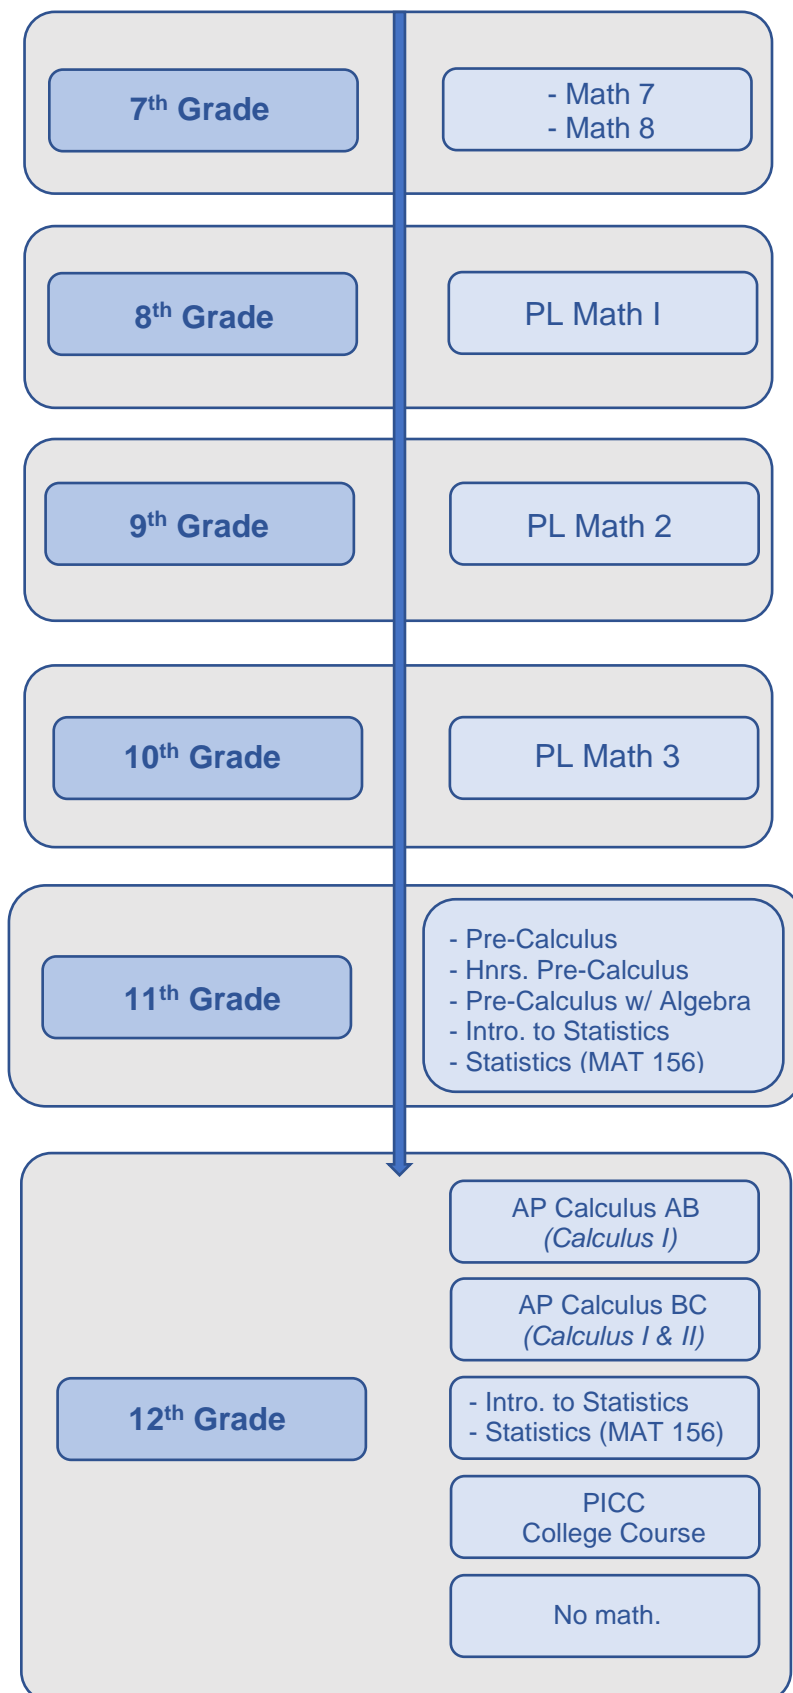 7th Grade
- Math 7
- Math 8
8th Grade
PL Math I
9th Grade
PL Math 2
10th Grade
PL Math 3
11th Grade
- Pre-Calculus
- Hnrs. Pre-Calculus
- Pre-Calculus w/ Algebra
- Intro. to Statistics
- Statistics (MAT 156)
12th Grade
AP Calculus AB
(Calculus I)
AP Calculus BC
(Calculus I & II)
- Intro. to Statistics
- Statistics (MAT 156)
PICC
College Course
No math.